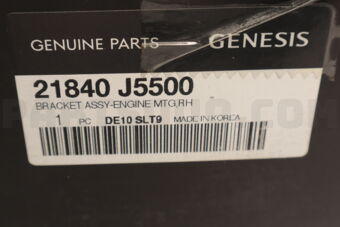 GENUINE PARTS GENESIS
21840 J5500
BRACKET ASSY-ENGINE MTG,RH
1 PC DE10 SLT9 MADE IN KOREA